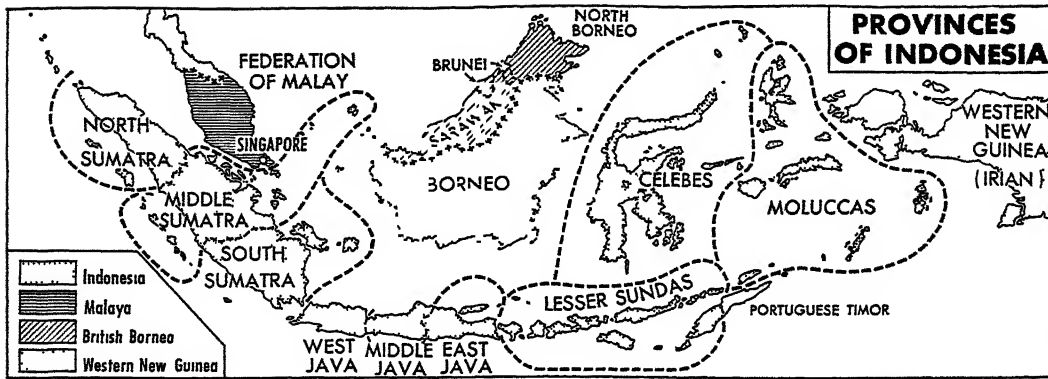 PROVINCES
OF INDONESIA
NORTH
BORNEO
BRUNEI
FEDERATION
OF MALAY
SINGAPORE
NORTH
SUMATRA
MIDDLE
SUMATRA
SOUTH
SUMATRA
BORNEO
CELEBES
MOLUCCAS
WESTERN
NEW
GUINEA
(IRIAN)
LESSER SUNDAS
PORTUGUESE TIMOR
WEST
JAVA
MIDDLE
JAVA
EAST
JAVA
Indonesia
Malaya
British Borneo
Western New Guinea